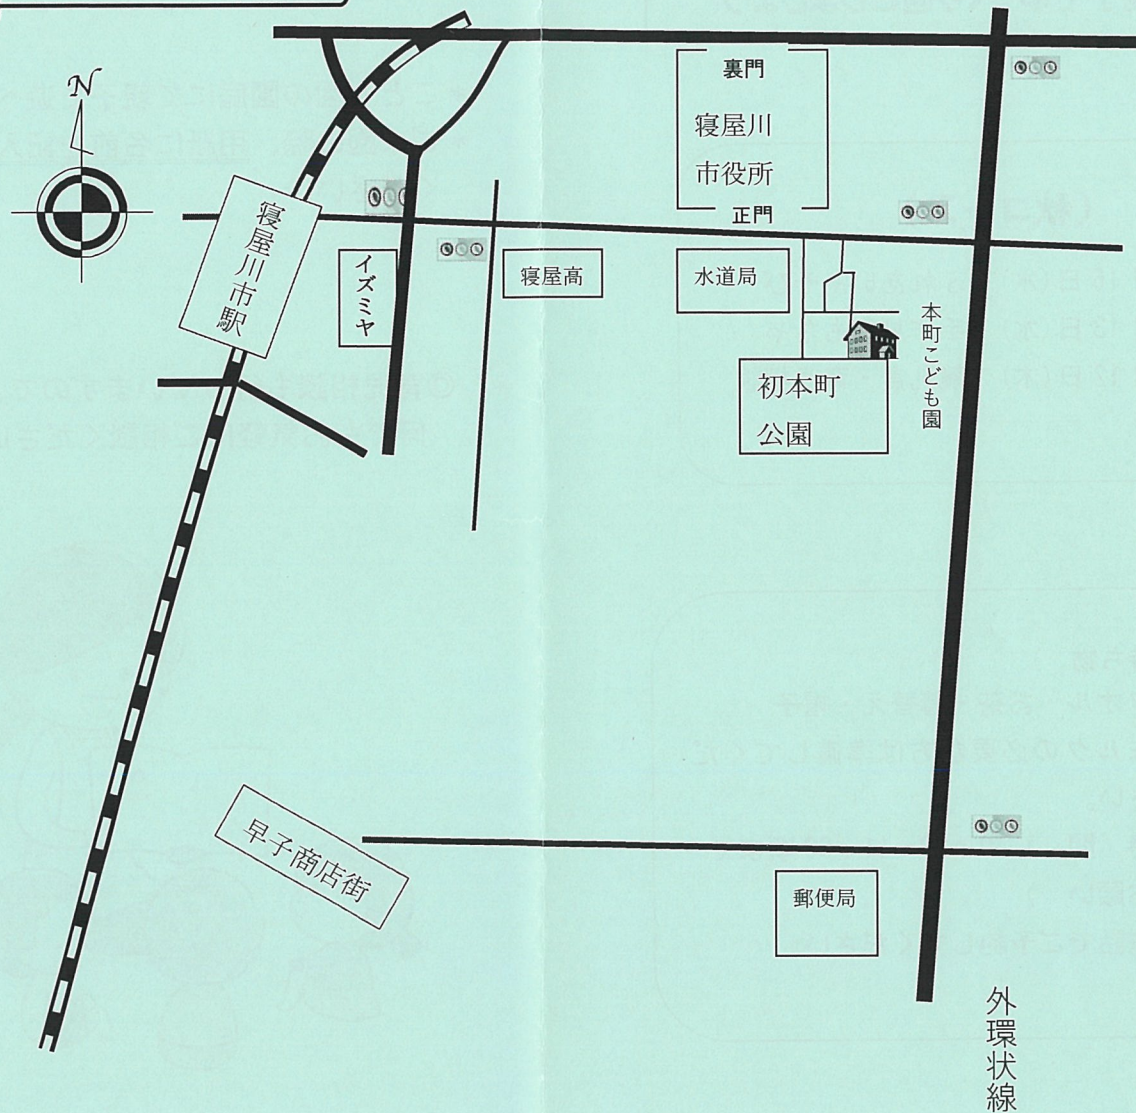 N
裏門
寝屋川
市役所
正門
寝屋川市駅
イズミヤ
寝屋高
水道局
本町こども園
初本町
公園
早子商店街
郵便局
外環状線